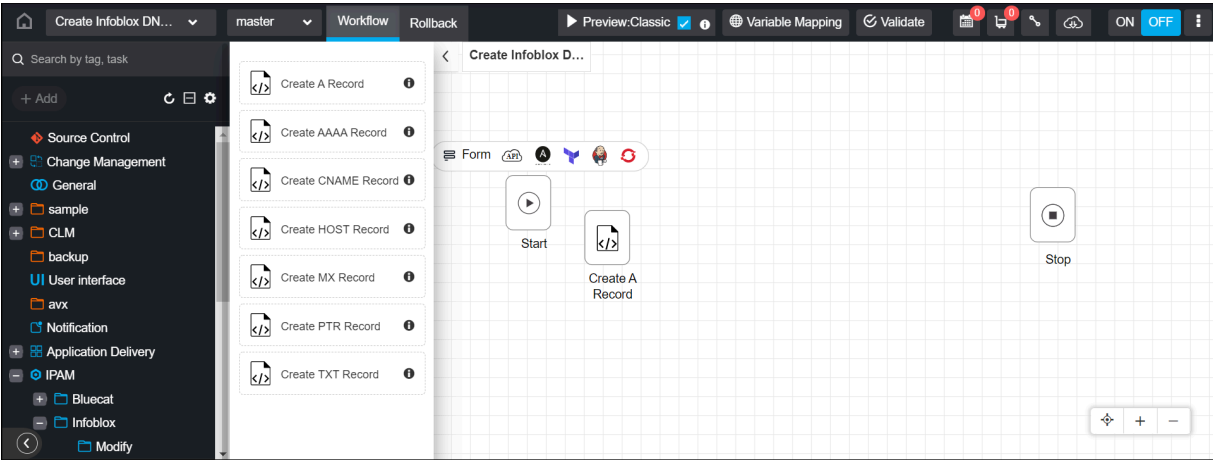 Create Infoblox DN...
master
Workflow
Rollback
Preview:Classic
Variable Mapping
Validate
0
0
ON
OFF
Search by tag, task
+ Add
Source Control
Change Management
General
sample
CLM
backup
UI User interface
avx
Notification
Application Delivery
IPAM
Bluecat
Infoblox
Modify
Create A Record
Create AAAA Record
Create CNAME Record
Create HOST Record
Create MX Record
Create PTR Record
Create TXT Record
Create Infoblox D...
Form
API
A
Start
Create A
Record
Stop